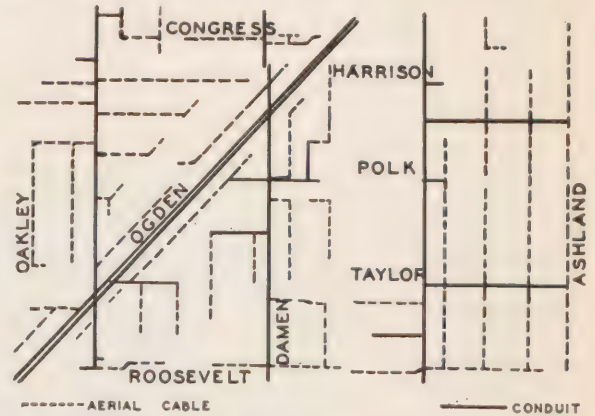 CONGRESS
HARRISON
POLK
OGDEN
OAKLEY
ASHLAND
TAYLOR
DAMEN
ROOSEVELT
AERIAL CABLE
CONDUIT